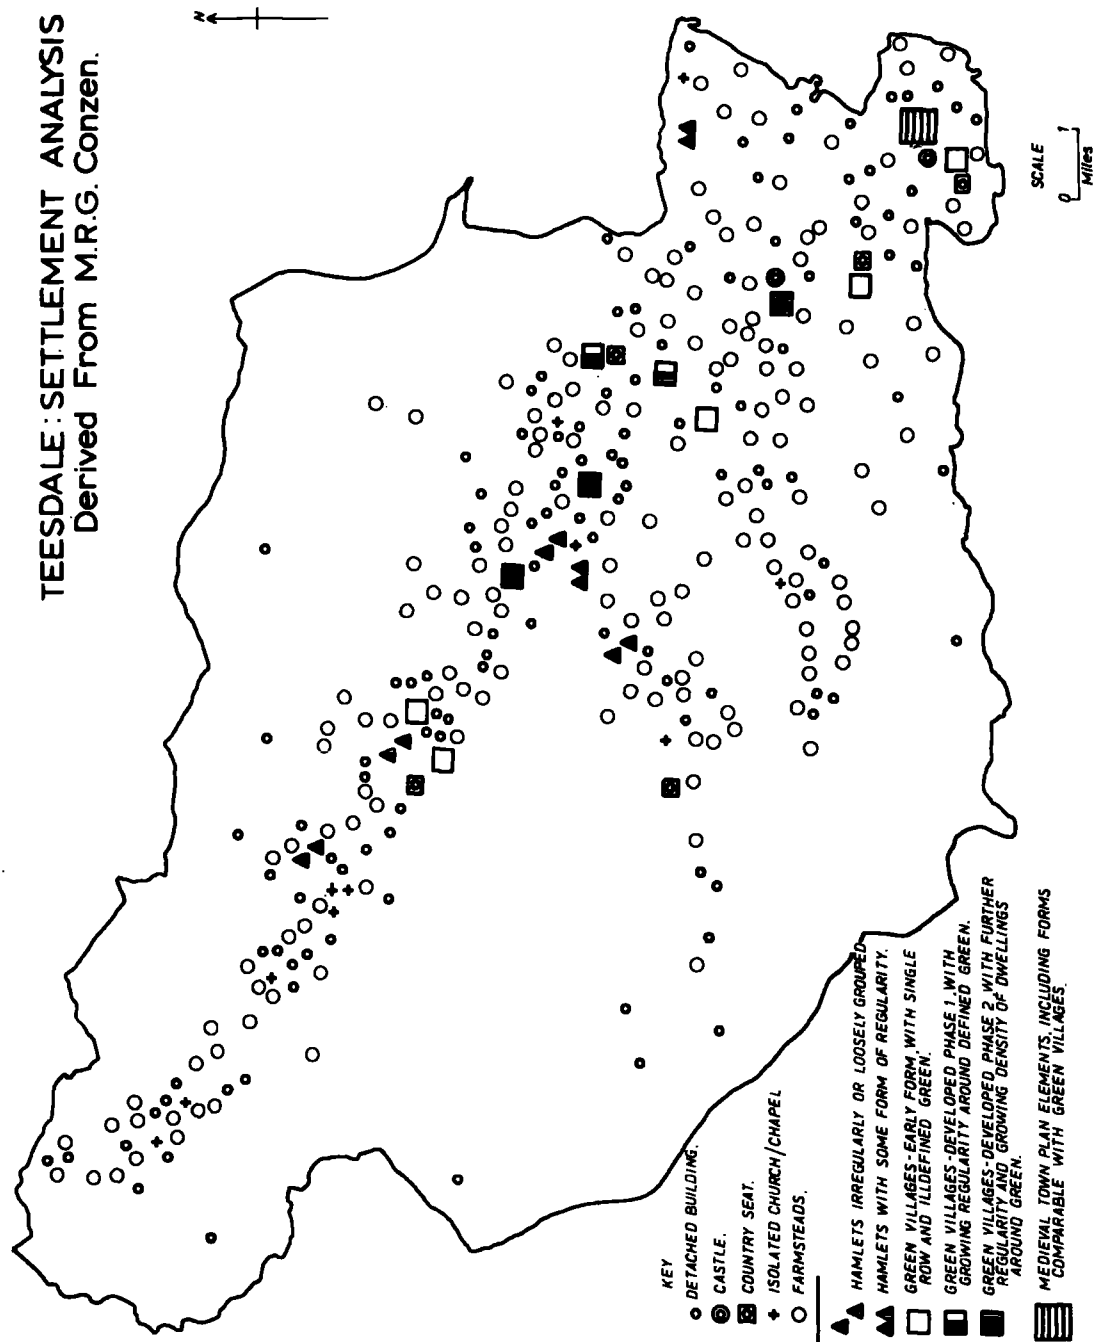 TEESDALE : SETTLEMENT ANALYSIS
Derived From M.R.G. Conzen.
N
SCALE
0 1
Miles
KEY
DETACHED BUILDING.
CASTLE.
COUNTRY SEAT.
ISOLATED CHURCH/CHAPEL
FARMSTEADS.
HAMLETS IRREGULARLY OR LOOSELY GROUPED
HAMLETS WITH SOME FORM OF REGULARITY.
GREEN VILLAGES-EARLY FORM, WITH SINGLE
ROW AND ILLDEFINED GREEN.
GREEN VILLAGES-DEVELOPED PHASE 1, WITH
GROWING REGULARITY AROUND DEFINED GREEN.
GREEN VILLAGES-DEVELOPED PHASE 2, WITH FURTHER
REGULARITY AND GROWING DENSITY OF DWELLINGS
AROUND GREEN.
MEDIEVAL TOWN PLAN ELEMENTS, INCLUDING FORMS
COMPARABLE WITH GREEN VILLAGES.